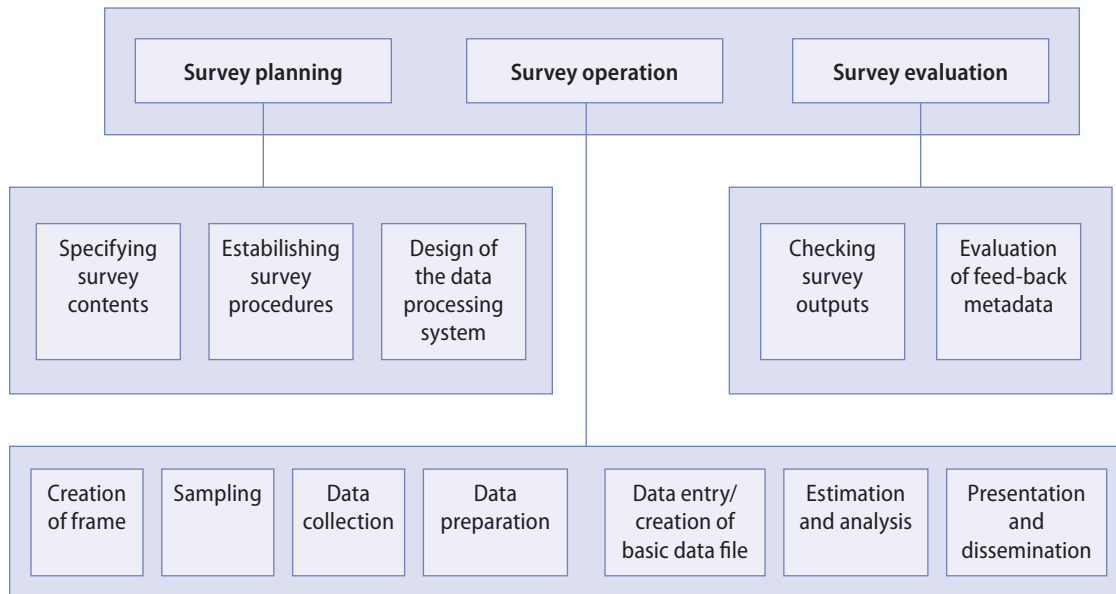 Survey planning
Survey operation
Survey evaluation
Specifying
survey
contents
Estabilishing
survey
procedures
Design of
the data
processing
system
Checking
survey
outputs
Evaluation
of feed-back
metadata
Creation
of frame
Sampling
Data
collection
Data
preparation
Data entry/
creation of
basic data file
Estimation
and analysis
Presentation
and
dissemination